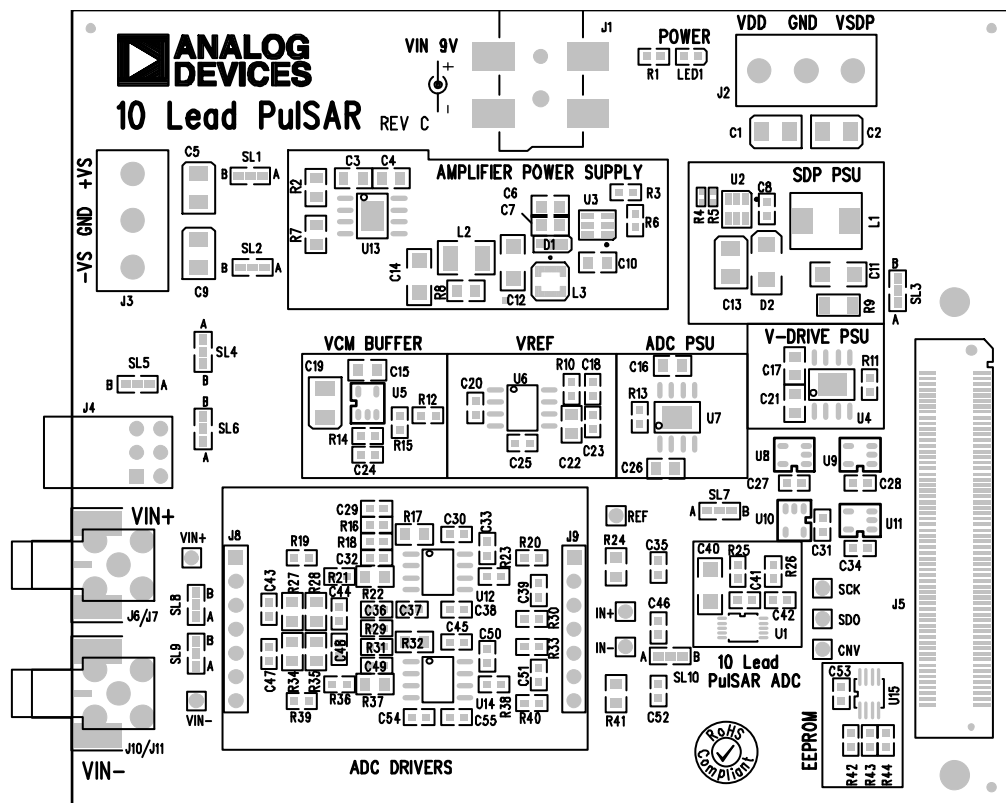 ANALOG
DEVICES
10 Lead PulSAR
REV C
VIN 9V
+
-
J1
POWER
R1
LED1
VDD GND VSDP
J2
C1
C2
-VS GND +VS
J3
C5
C9
SL1
B
A
SL2
B
A
AMPLIFIER POWER SUPPLY
R2
R7
C3
C4
U13
C14
L2
R8
C6
C7
D1
U3
R3
R6
C10
C12
L3
SDP PSU
R4
R5
U2
C8
L1
C13
D2
C11
R9
B
SL3
A
A
SL4
B
SL5
B
A
B
SL6
A
J4
VCM BUFFER
C19
C15
U5
R14
C24
R15
R12
VREF
C20
U6
C25
R10
C18
C22
C23
ADC PSU
C16
R13
U7
C26
V-DRIVE PSU
C17
C21
U4
R11
U8
C27
U9
C28
SL7
A
B
U10
C31
U11
C34
VIN+
J6/J7
VIN+
SL8
B
A
SL9
B
A
VIN-
J10/J11
VIN-
J8
C29
R16
R18
C32
R17
C30
C33
R19
R21
R22
U12
R23
R20
J9
C43
R27
R28
C44
C36
C37
C38
C39
R29
R30
R31
R32
C45
R33
C47
C48
C49
C50
C51
R34
R35
R36
R37
U14
R38
R39
C54
C55
R40
ADC DRIVERS
REF
R24
C35
IN+
C46
IN-
A
B
SL10
R41
C52
C40
R25
C41
R26
C42
U1
10 Lead
PulSAR ADC
SCK
SDO
CNV
J5
RoHS
Compliant
EEPROM
C53
U15
R42
R43
R44